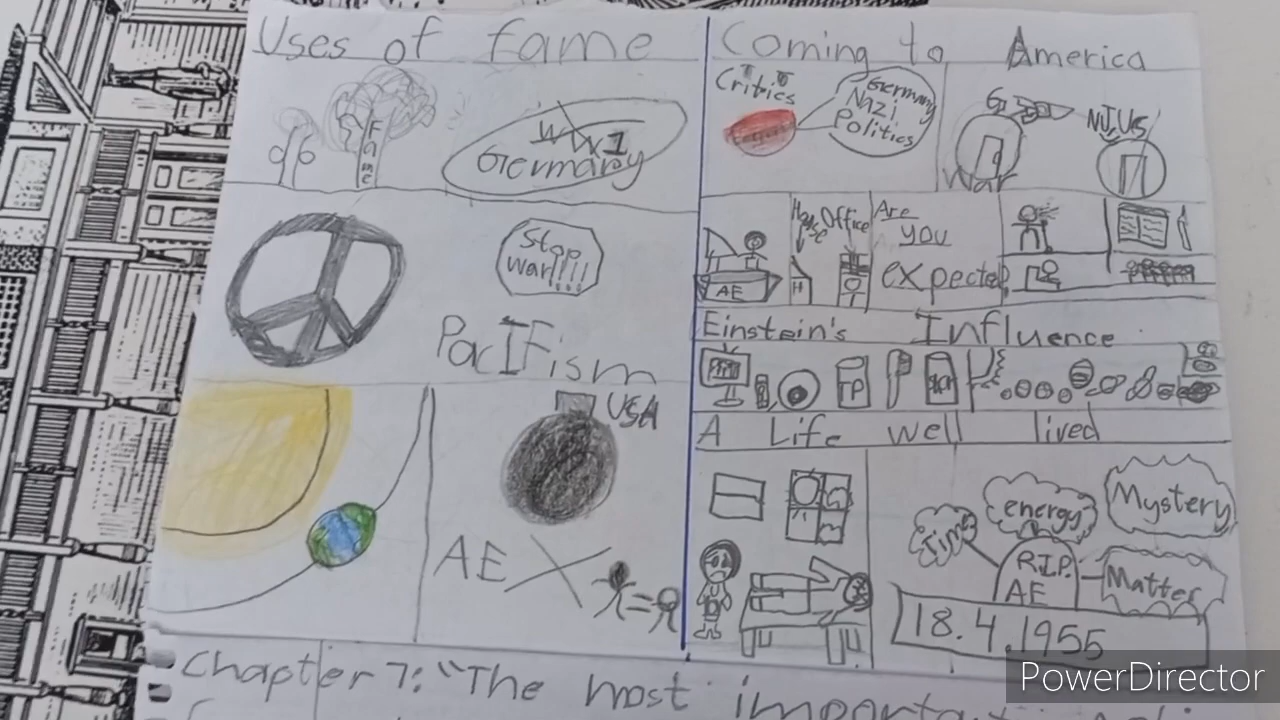 Uses of fame
Fame
WW1
Germany
Stop
war!!!!
PacIFism
USA
AE
=
Coming to America
Critics
Germany
Nazi
Politics
War
NJ,US
AE
House
Office
H
Are
you
expected
Einstein's Influence
A Life well lived
Time
energy
Mystery
R.I.P.
AE
Matter
18.4.1955
Chapter 7: "The most important
PowerDirector